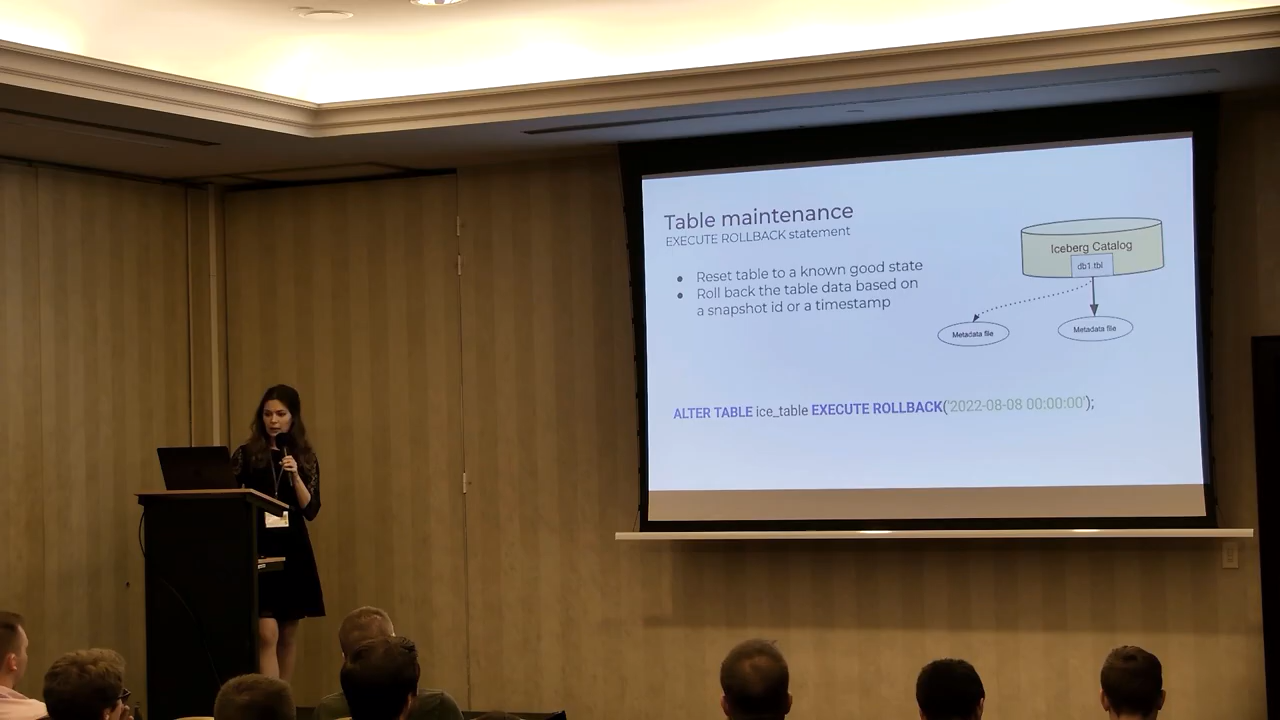 Table maintenance
EXECUTE ROLLBACK statement
● Reset table to a known good state
● Roll back the table data based on
a snapshot id or a timestamp
Iceberg Catalog
db1.tbl
Metadata file
Metadata file
ALTER TABLE ice_table EXECUTE ROLLBACK('2022-08-08 00:00:00');